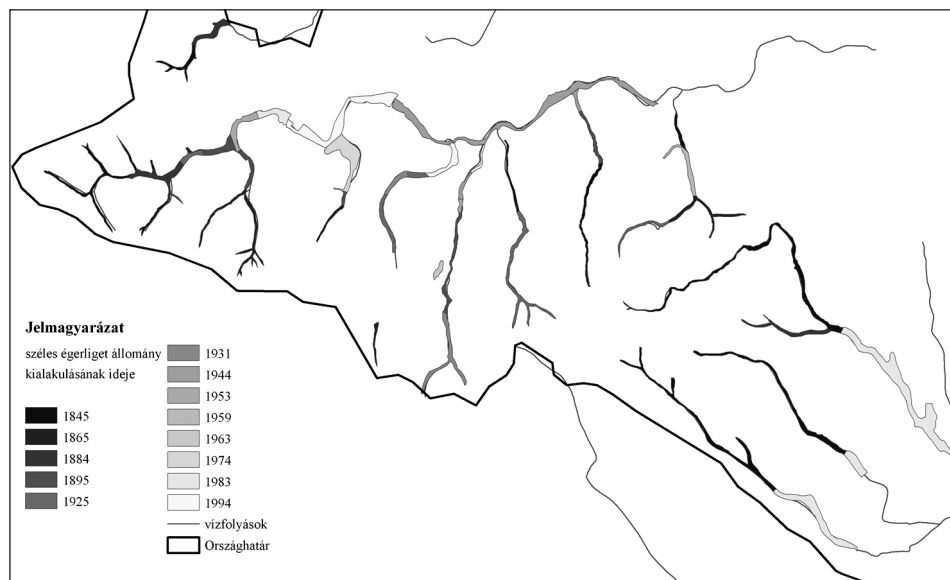 Jelmagyarázat
széles égerliget állomány
kialakulásának ideje
1845
1865
1884
1895
1925
1931
1944
1953
1959
1963
1974
1983
1994
vízfolyások
Országhatár